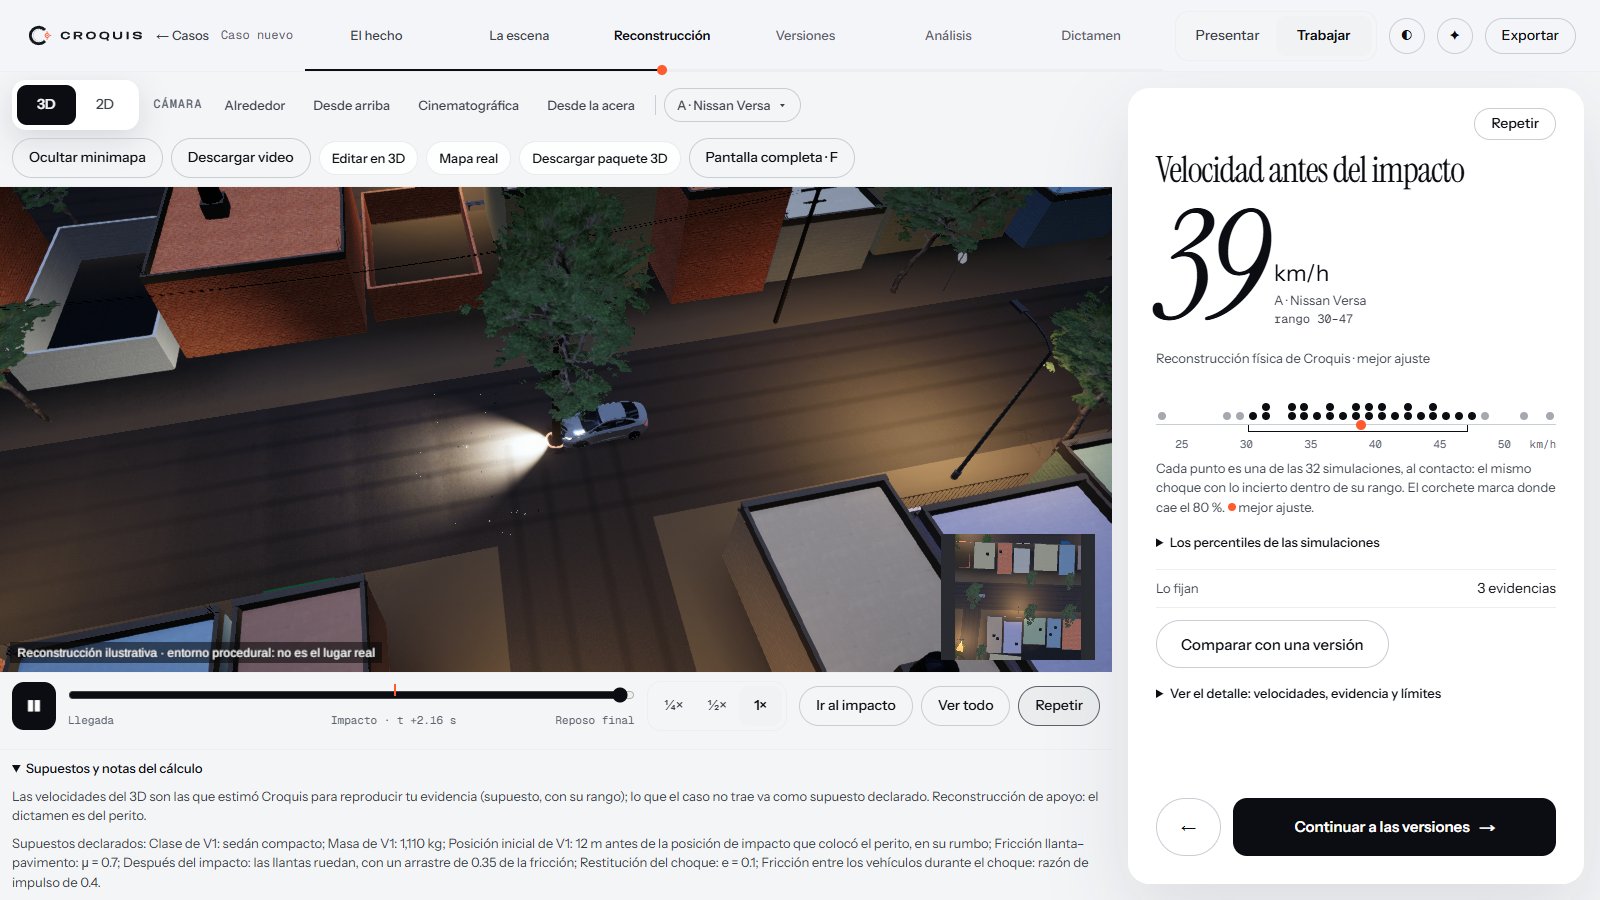 CROQUIS
← Casos
Caso nuevo
El hecho
La escena
Reconstrucción
Versiones
Análisis
Dictamen
Presentar
Trabajar
Exportar
3D
2D
CÁMARA
Alrededor
Desde arriba
Cinematográfica
Desde la acera
A · Nissan Versa
Ocultar minimapa
Descargar video
Editar en 3D
Mapa real
Descargar paquete 3D
Pantalla completa · F
Reconstrucción ilustrativa · entorno procedural: no es el lugar real
Llegada
Impacto · t +2.16 s
Reposo final
¼×
½×
1×
Ir al impacto
Ver todo
Repetir
Supuestos y notas del cálculo
Las velocidades del 3D son las que estimó Croquis para reproducir tu evidencia (supuesto, con su rango); lo que el caso no trae va como supuesto declarado. Reconstrucción de apoyo: el
dictamen es del perito.
Supuestos declarados: Clase de V1: sedán compacto; Masa de V1: 1,110 kg; Posición inicial de V1: 12 m antes de la posición de impacto que colocó el perito, en su rumbo; Fricción llanta–
pavimento: μ = 0.7; Después del impacto: las llantas ruedan, con un arrastre de 0.35 de la fricción; Restitución del choque: e = 0.1; Fricción entre los vehículos durante el choque: razón de
impulso de 0.4.
Repetir
Velocidad antes del impacto
39
km/h
A · Nissan Versa
rango 30–47
Reconstrucción física de Croquis · mejor ajuste
25 30 35 40 45 50 km/h
Cada punto es una de las 32 simulaciones, al contacto: el mismo
choque con lo incierto dentro de su rango. El corchete marca donde
cae el 80 %. mejor ajuste.
Los percentiles de las simulaciones
Lo fijan
3 evidencias
Comparar con una versión
Ver el detalle: velocidades, evidencia y límites
←
Continuar a las versiones →